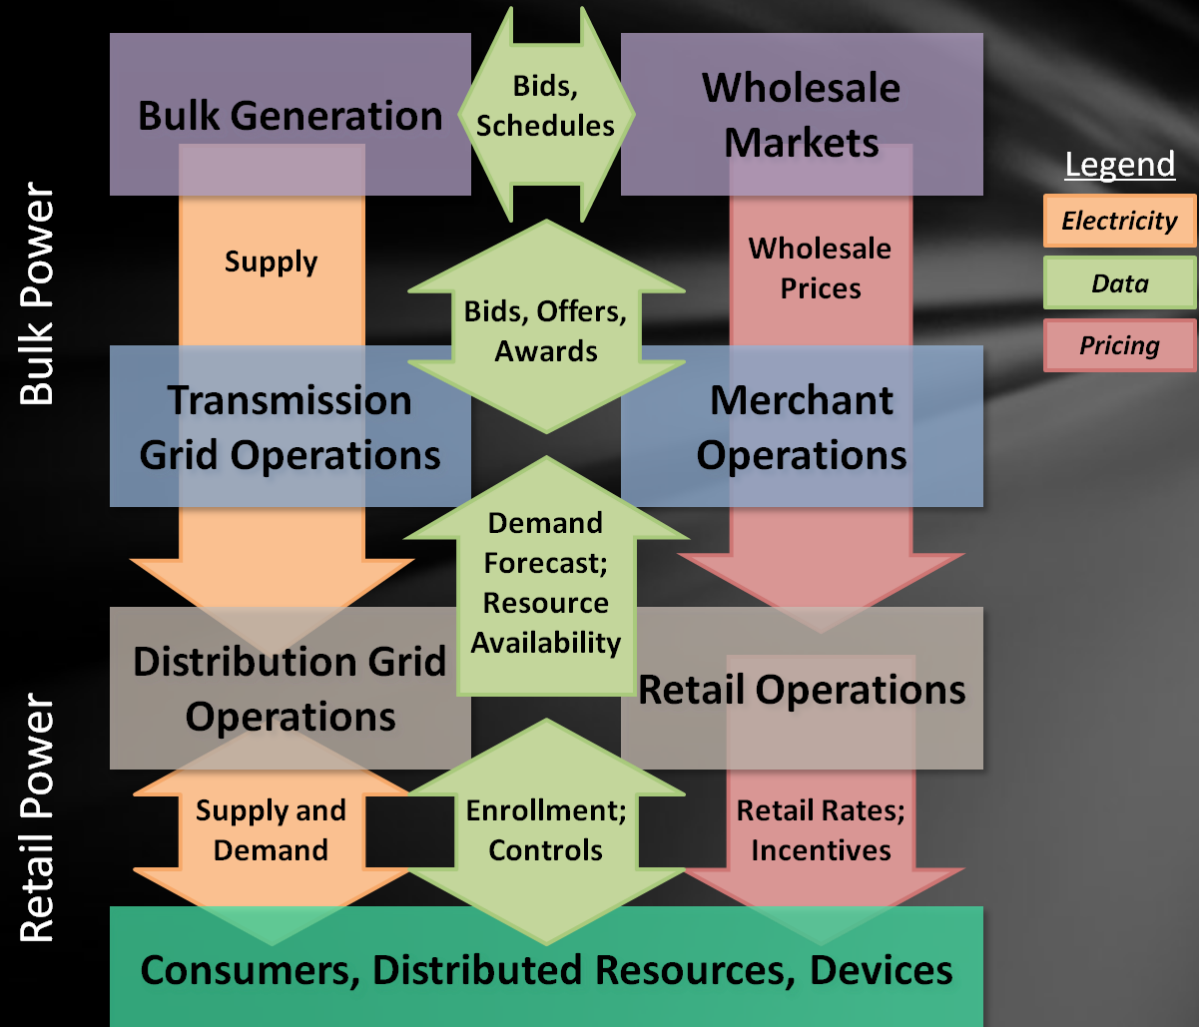 Bulk Generation
Bids,
Schedules
Wholesale
Markets
Legend
Electricity
Data
Pricing
Bulk Power
Supply
Wholesale
Prices
Bids, Offers,
Awards
Transmission
Grid Operations
Merchant
Operations
Demand
Forecast;
Resource
Availability
Retail Power
Distribution Grid
Operations
Retail Operations
Supply and
Demand
Enrollment;
Controls
Retail Rates;
Incentives
Consumers, Distributed Resources, Devices